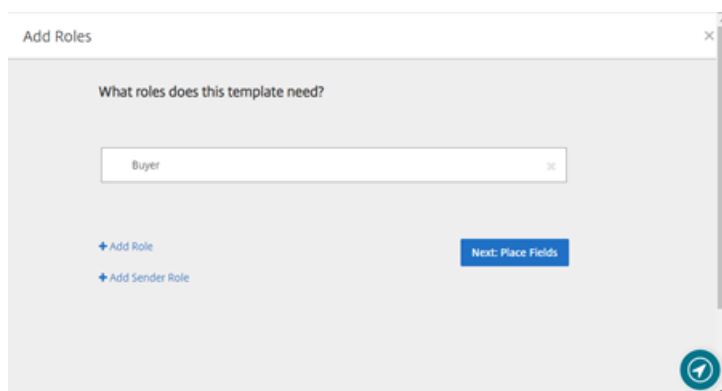 Add Roles
What roles does this template need?
Buyer
+ Add Role
Next: Place Fields
+ Add Sender Role